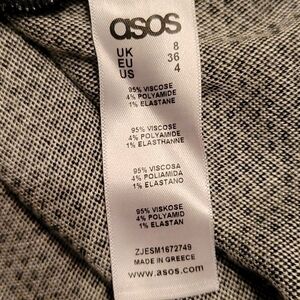 asos
UK 8
EU 36
US 4
95% VISCOSE
4% POLYAMIDE
1% ELASTANE
95% VISCOSE
4% POLYAMIDE
1% ELASTHANNE
95% VISCOSA
4% POLIAMIDA
1% ELASTANO
95% VISKOSE
4% POLYAMID
1% ELASTAN
ZJESM1672749
MADE IN GREECE
www.asos.com